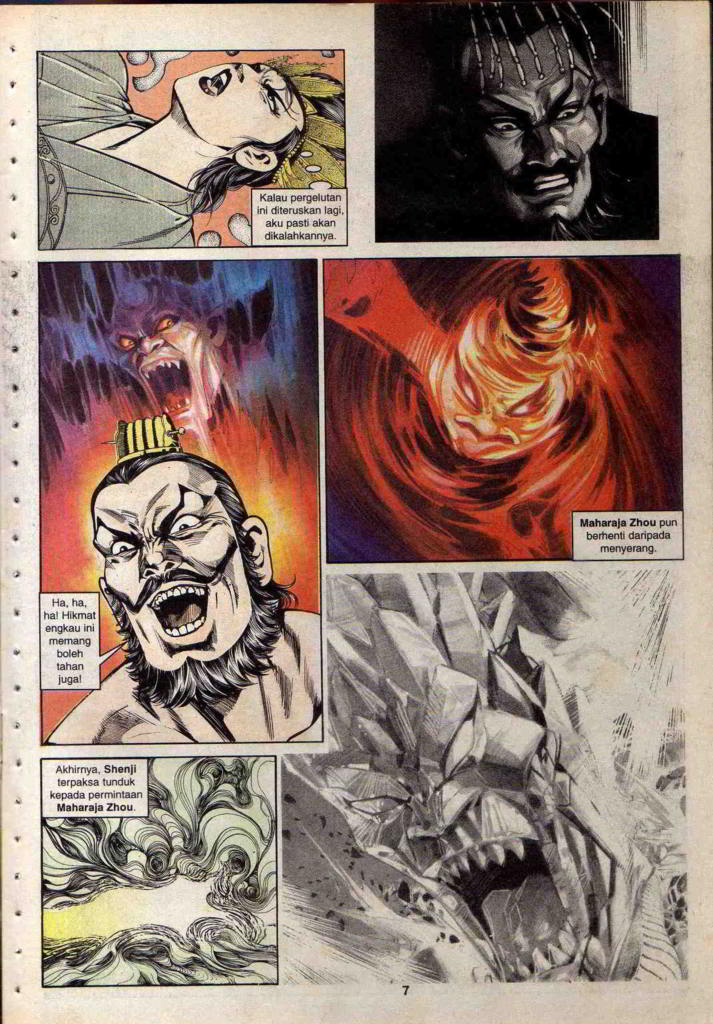 Kalau pergelutan
ini diteruskan lagi,
aku pasti akan
dikalahkannya.
Ha, ha,
ha! Hikmat
engkau ini
memang
boleh
tahan
juga!
Maharaja Zhou pun
berhenti daripada
menyerang.
Akhirnya, Shenji
terpaksa tunduk
kepada permintaan
Maharaja Zhou.
7